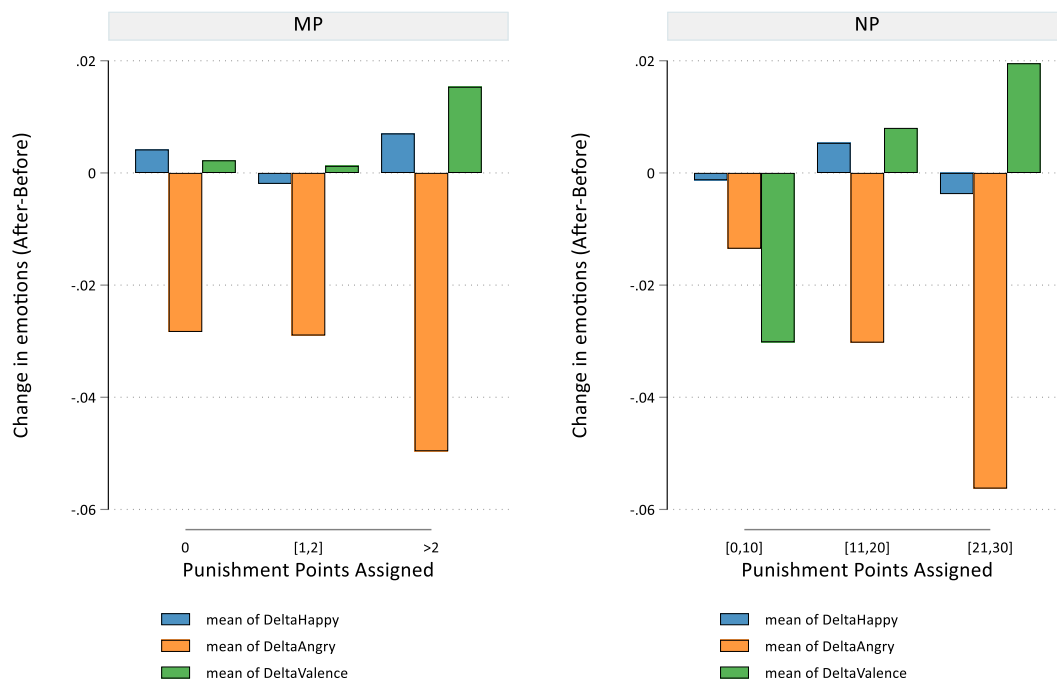 MP
Change in emotions (After-Before)
.02
0
-.02
-.04
-.06
0 [1,2] >2
Punishment Points Assigned
mean of DeltaHappy
mean of DeltaAngry
mean of DeltaValence
NP
Change in emotions (After-Before)
.02
0
-.02
-.04
-.06
[0,10] [11,20] [21,30]
Punishment Points Assigned
mean of DeltaHappy
mean of DeltaAngry
mean of DeltaValence